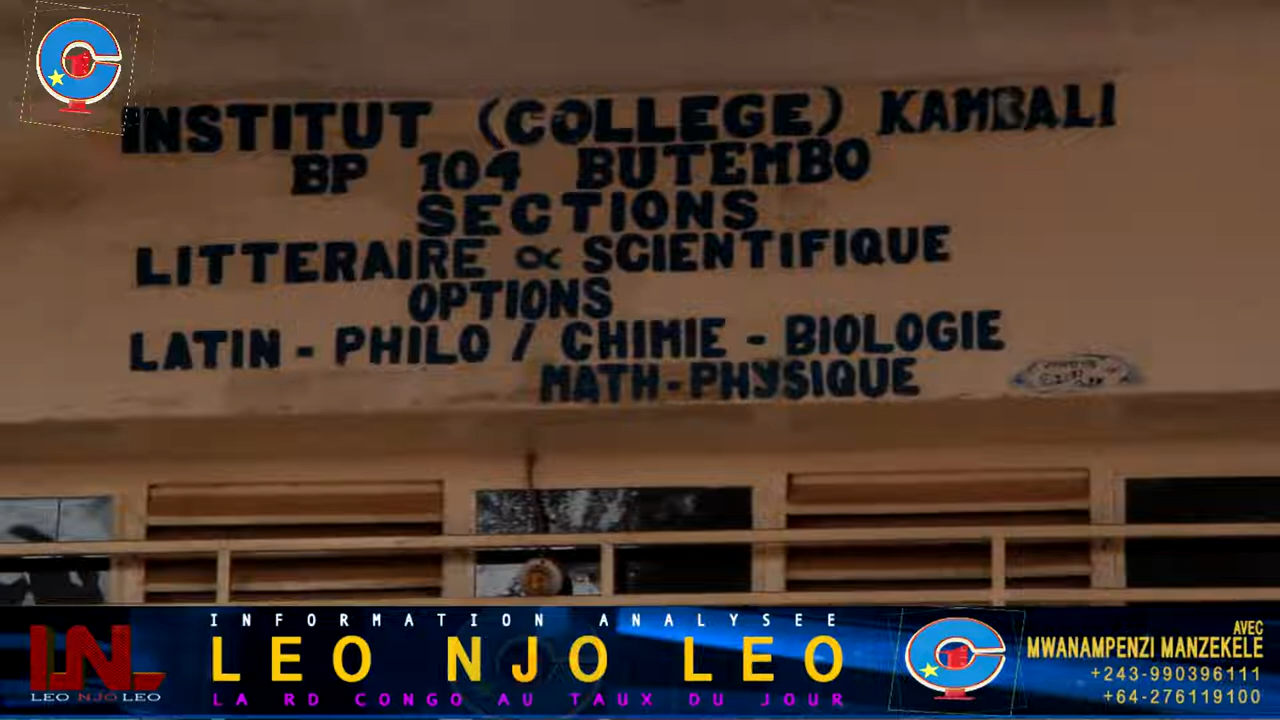 INSTITUT (COLLEGE) KAMBALI
BP 104 BUTEMBO
SECTIONS
LITTERAIRE & SCIENTIFIQUE
OPTIONS
LATIN - PHILO / CHIMIE - BIOLOGIE
MATH - PHYSIQUE
INFORMATION ANALYSEE
LEO NJO LEO
LA RD CONGO AU TAUX DU JOUR
LN
LEO NJO LEO
C
C
AVEC
MWANAMPENZI MANZEKELE
+243-990396111
+64-276119100